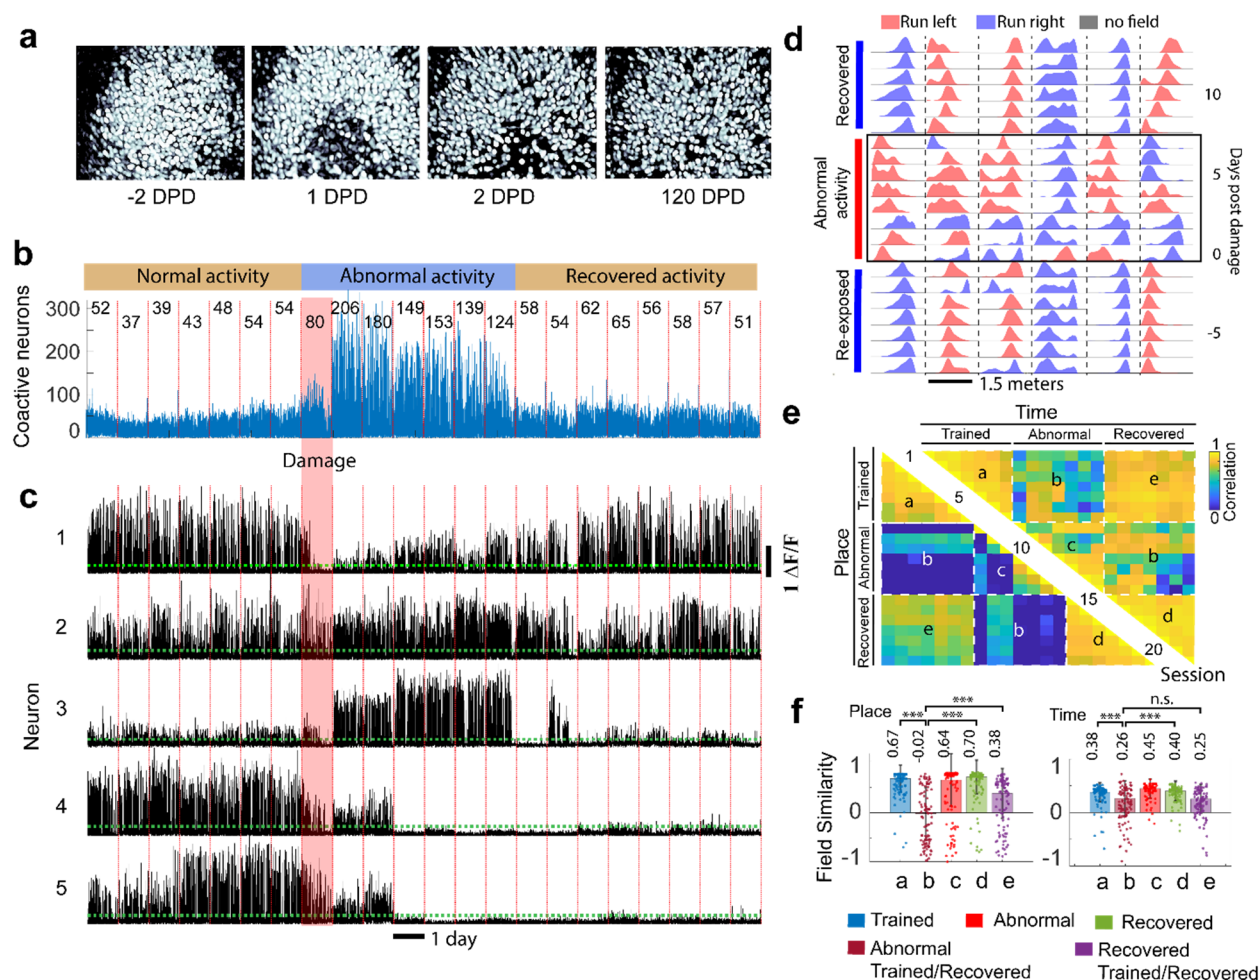 a
-2 DPD 1 DPD 2 DPD 120 DPD
b
Normal activity Abnormal activity Recovered activity
52 39 48 54 206 149 139 58 62 56 57
37 43 54 80 180 153 124 54 65 58 51
Coactive neurons
300
200
100
0
Damage
c
Neuron
1
2
3
4
5
1 ΔF/F
1 day
d
Run left Run right no field
Recovered
Abnormal activity
Re-exposed
10
5
0
-5
Days post damage
1.5 meters
e
Time
Trained Abnormal Recovered
Place
Trained
Abnormal
Recovered
1
5
10
15
20
Session
a b e
a
b c c b
e b d d
1
0
Correlation
f
Place *** *** ***
0.67 -0.02 0.64 0.70 0.38
Time *** *** n.s.
0.38 0.26 0.45 0.40 0.25
Field Similarity
1
0
-1
1
0
-1
a b c d e
a b c d e
Trained Abnormal Recovered
Abnormal Trained/Recovered
Recovered Trained/Recovered